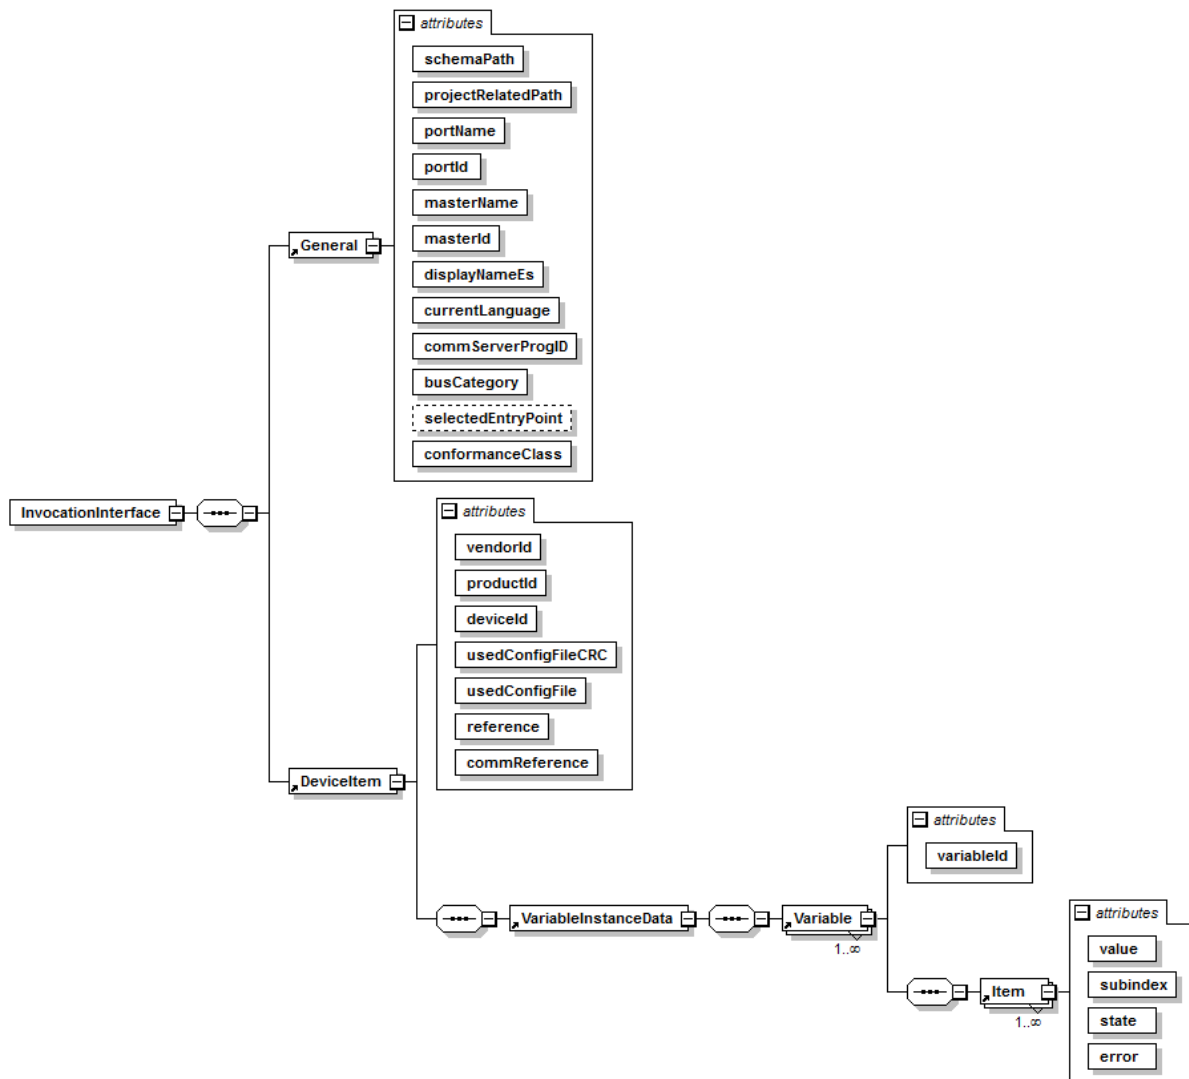 attributes
schemaPath
projectRelatedPath
portName
portId
masterName
masterId
displayNameEs
currentLanguage
commServerProgID
busCategory
selectedEntryPoint
conformanceClass
General
InvocationInterface
attributes
vendorId
productId
deviceId
usedConfigFileCRC
usedConfigFile
reference
commReference
DeviceItem
VariableInstanceData
Variable
1..∞
attributes
variableId
Item
1..∞
attributes
value
subindex
state
error